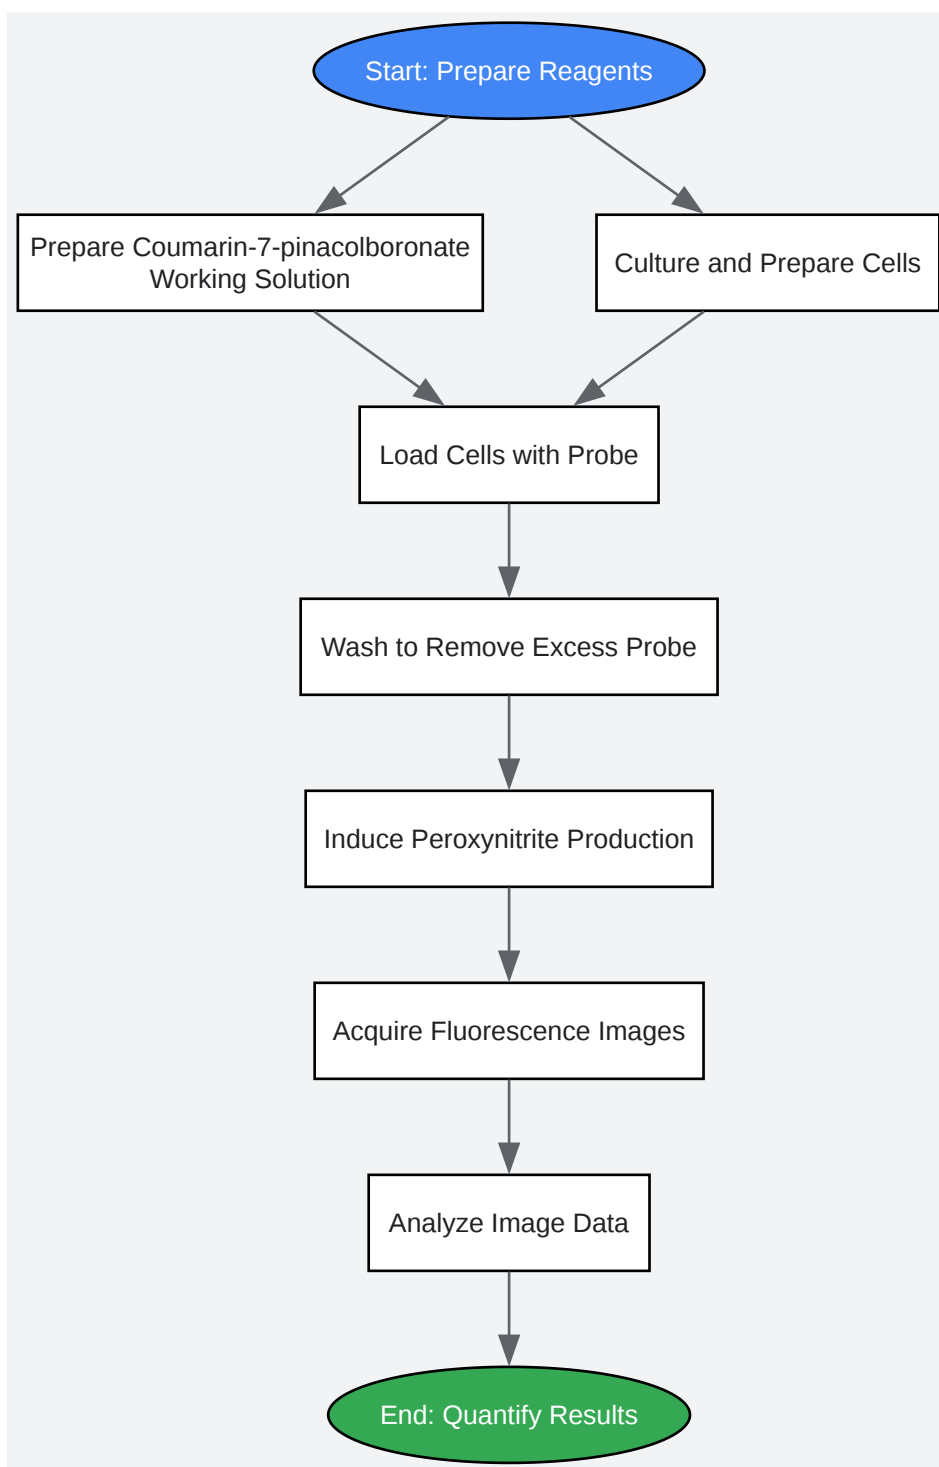 Start: Prepare Reagents
Prepare Coumarin-7-pinacolboronate
Working Solution
Culture and Prepare Cells
Load Cells with Probe
Wash to Remove Excess Probe
Induce Peroxynitrite Production
Acquire Fluorescence Images
Analyze Image Data
End: Quantify Results